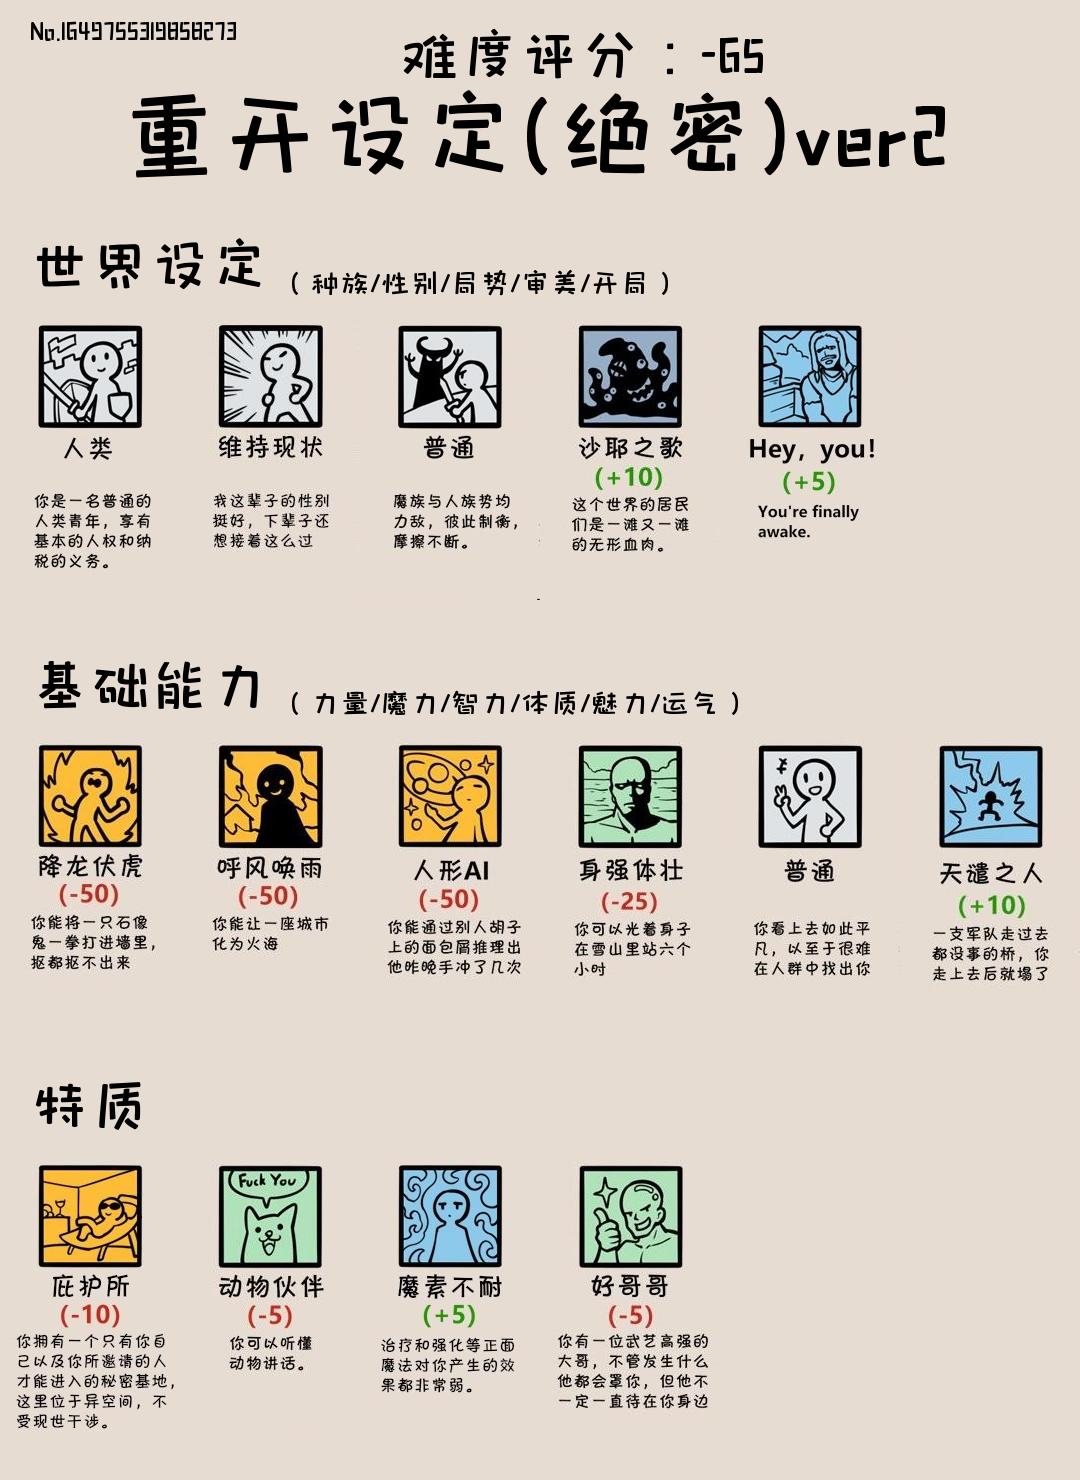 No.1649755319858273
难度评分：-65
重开设定(绝密)ver2
世界设定（种族/性别/局势/审美/开局）
人类
你是一名普通的
人类青年，享有
基本的人权和纳
税的义务。
维持现状
我这辈子的性别
挺好，下辈子还
想接着这么过
普通
魔族与人族势均
力敌，彼此制衡，
摩擦不断。
沙耶之歌
(+10)
这个世界的居民
们是一滩又一滩
的无形血肉。
Hey, you!
(+5)
You're finally
awake.
基础能力（力量/魔力/智力/体质/魅力/运气）
降龙伏虎
(-50)
你能将一只石像
鬼一拳打进墙里，
抠都抠不出来
呼风唤雨
(-50)
你能让一座城市
化为火海
人形AI
(-50)
你能通过别人胡子
上的面包屑推理出
他昨晚手冲了几次
身强体壮
(-25)
你可以光着身子
在雪山里站六个
小时
普通
你看上去如此平
凡，以至于很难
在人群中找出你
天谴之人
(+10)
一支军队走过去
都没事的桥，你
走上去后就塌了
特质
庇护所
(-10)
你拥有一个只有你自
己以及你所邀请的人
才能进入的秘密基地，
这里位于异空间，不
受现世干涉。
Fuck You
动物伙伴
(-5)
你可以听懂
动物讲话。
魔素不耐
(+5)
治疗和强化等正面
魔法对你产生的效
果都非常弱。
好哥哥
(-5)
你有一位武艺高强的
大哥，不管发生什么
他都会罩你，但他不
一定一直待在你身边